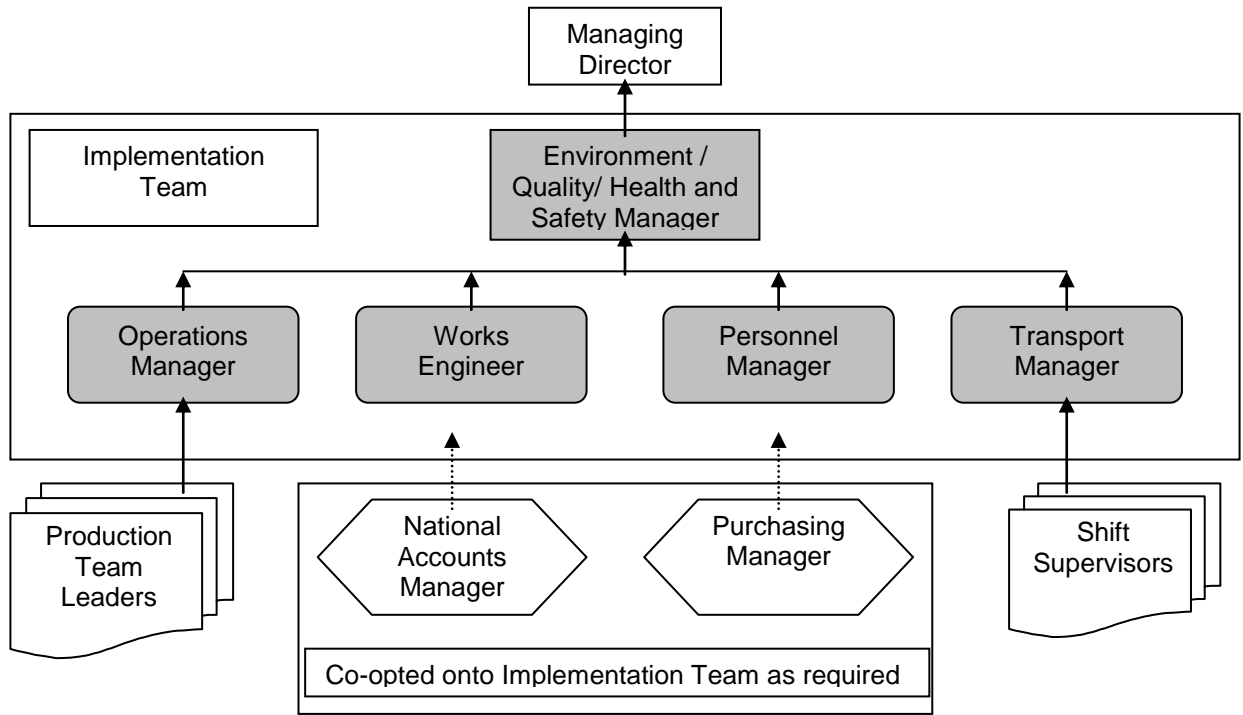 Managing
Director
Implementation
Team
Environment /
Quality/ Health and
Safety Manager
Operations
Manager
Works
Engineer
Personnel
Manager
Transport
Manager
Production
Team
Leaders
National
Accounts
Manager
Purchasing
Manager
Shift
Supervisors
Co-opted onto Implementation Team as required